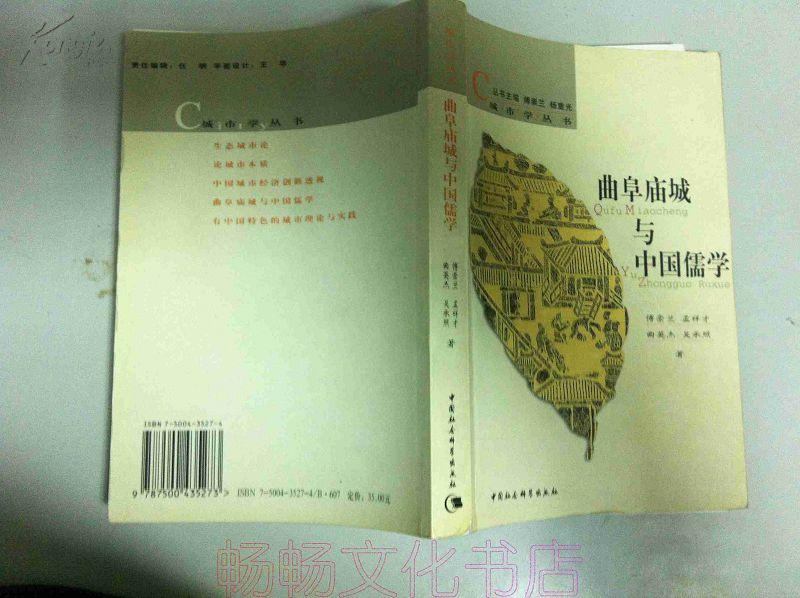 责任编辑：任 明 平面设计：王 华
C城市学丛书
生态城市论
论城市本质
中国城市经济创新透视
曲阜庙城与中国儒学
有中国特色的城市理论与实践
ISBN 7-5004-3527-4
9 787500 435273 >
ISBN 7-5004-3527-4/B·607 定价：35.00元
曲阜庙城与中国儒学
傅崇兰 孟祥才
曲英杰 吴承照
著
中国社会科学出版社
丛书主编 傅崇兰 杨重光
C城市学丛书
曲阜庙城
Qufu Miaocheng
与
Yu
中国儒学
Zhongguo Ruxue
傅崇兰 孟祥才
曲英杰 吴承照
著
中国社会科学出版社
畅畅文化书店